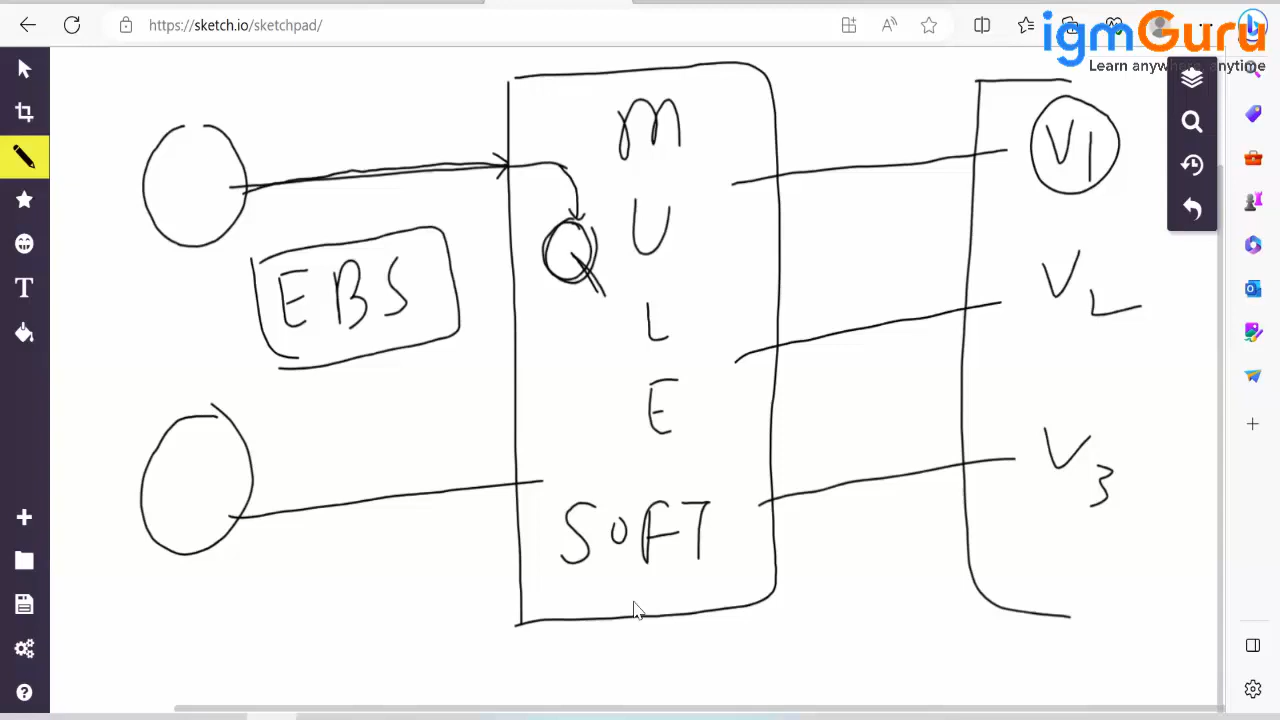 https://sketch.io/sketchpad/
igmGuru
Learn anywhere, anytime
M
U
L
E
SOFT
Q
EBS
V1
V2
V3
T